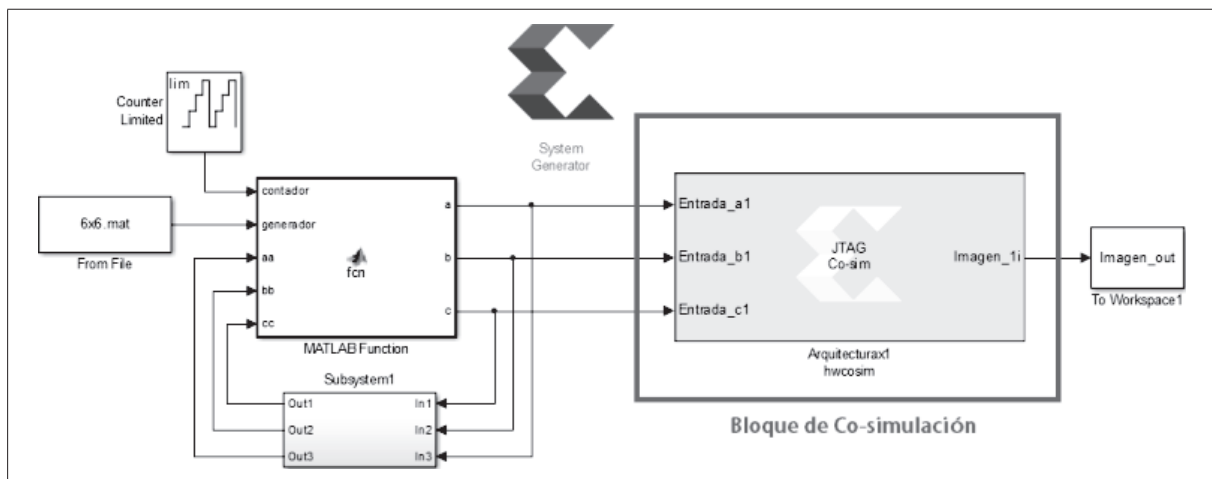 lim
Counter
Limited
System
Generator
6x6.mat
From File
contador
generador
aa
bb
cc
fcn
a
b
c
MATLAB Function
Subsystem1
Out1
Out2
Out3
In1
In2
In3
Entrada_a1
Entrada_b1
Entrada_c1
JTAG
Co-sim
Imagen_1i
Arquitecturax1
hwcosim
Imagen_out
To Workspace1
Bloque de Co-simulación